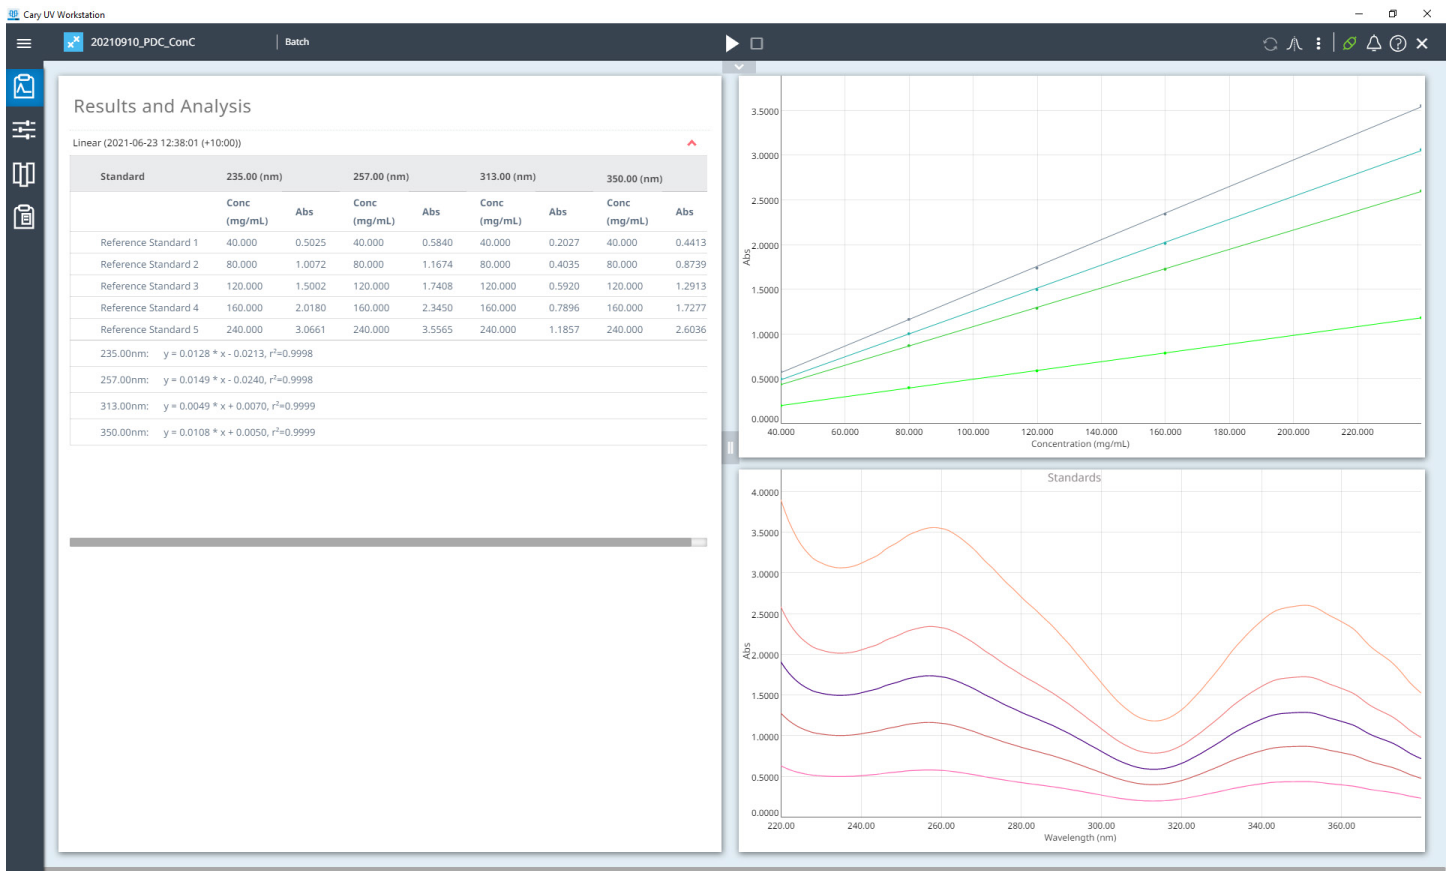 Cary UV Workstation
20210910_PDC_ConC
Batch
Results and Analysis
Linear (2021-06-23 12:38:01 (+10:00))
Standard 235.00 (nm) 257.00 (nm) 313.00 (nm) 350.00 (nm)
Conc (mg/mL) Abs Conc (mg/mL) Abs Conc (mg/mL) Abs Conc (mg/mL) Abs
Reference Standard 1 40.000 0.5025 40.000 0.5840 40.000 0.2027 40.000 0.4413
Reference Standard 2 80.000 1.0072 80.000 1.1674 80.000 0.4035 80.000 0.8739
Reference Standard 3 120.000 1.5002 120.000 1.7408 120.000 0.5920 120.000 1.2913
Reference Standard 4 160.000 2.0180 160.000 2.3450 160.000 0.7896 160.000 1.7277
Reference Standard 5 240.000 3.0661 240.000 3.5565 240.000 1.1857 240.000 2.6036
235.00nm: y = 0.0128 * x - 0.0213, r²=0.9998
257.00nm: y = 0.0149 * x - 0.0240, r²=0.9998
313.00nm: y = 0.0049 * x + 0.0070, r²=0.9999
350.00nm: y = 0.0108 * x + 0.0050, r²=0.9999
3.5000
3.0000
2.5000
2.0000
1.5000
1.0000
0.5000
0.0000
Abs
40.000 60.000 80.000 100.000 120.000 140.000 160.000 180.000 200.000 220.000
Concentration (mg/mL)
Standards
4.0000
3.5000
3.0000
2.5000
2.0000
1.5000
1.0000
0.5000
0.0000
Abs
220.00 240.00 260.00 280.00 300.00 320.00 340.00 360.00
Wavelength (nm)